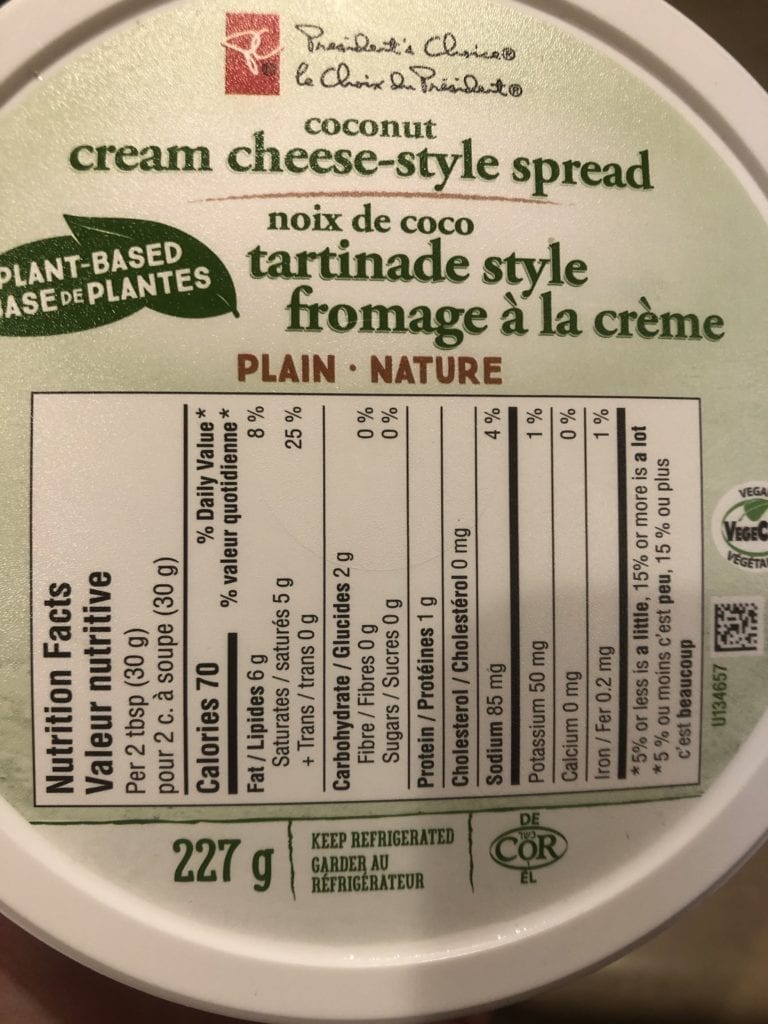 President's Choice®
le Choix du Président®
coconut
cream cheese-style spread
noix de coco
tartinade style
fromage à la crème
PLANT-BASED
BASE DE PLANTES
PLAIN · NATURE
Nutrition Facts
Valeur nutritive
Per 2 tbsp (30 g)
pour 2 c. à soupe (30 g)
Calories 70
% Daily Value*
% valeur quotidienne*
Fat / Lipides 6 g 8 %
Saturates / saturés 5 g
+ Trans / trans 0 g 25 %
Carbohydrate / Glucides 2 g
Fibre / Fibres 0 g 0 %
Sugars / Sucres 0 g 0 %
Protein / Protéines 1 g
Cholesterol / Cholestérol 0 mg
Sodium 85 mg 4 %
Potassium 50 mg 1 %
Calcium 0 mg 0 %
Iron / Fer 0.2 mg 1 %
*5% or less is a little, 15% or more is a lot
*5 % ou moins c'est peu, 15 % ou plus
c'est beaucoup
VEGA
VEGEC
VÉGÉTA
U134657
227 g
KEEP REFRIGERATED
GARDER AU
RÉFRIGÉRATEUR
DE
כשר
COR
ÉL